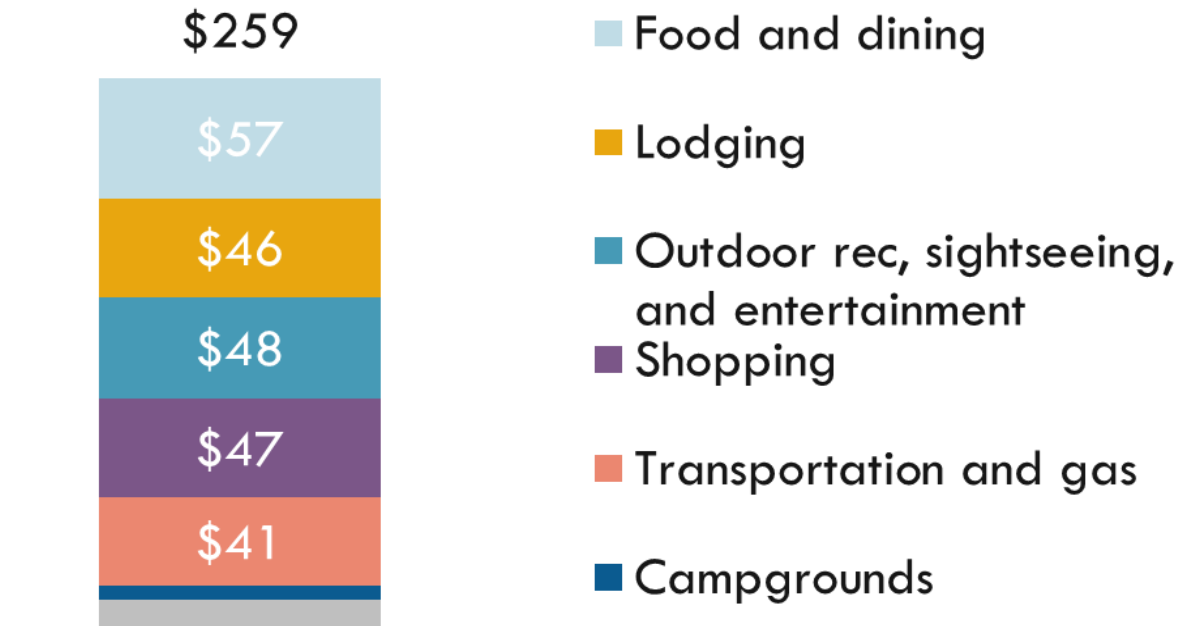 $259
$57
$46
$48
$47
$41
Food and dining
Lodging
Outdoor rec, sightseeing,
and entertainment
Shopping
Transportation and gas
Campgrounds